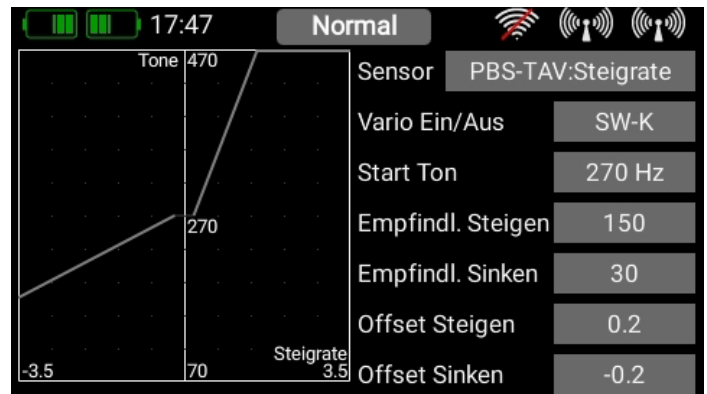 17:47 Normal
Tone 470
270
Steigrate
-3.5 70 3.5
Sensor PBS-TAV:Steigrate
Vario Ein/Aus SW-K
Start Ton 270 Hz
Empfindl. Steigen 150
Empfindl. Sinken 30
Offset Steigen 0.2
Offset Sinken -0.2